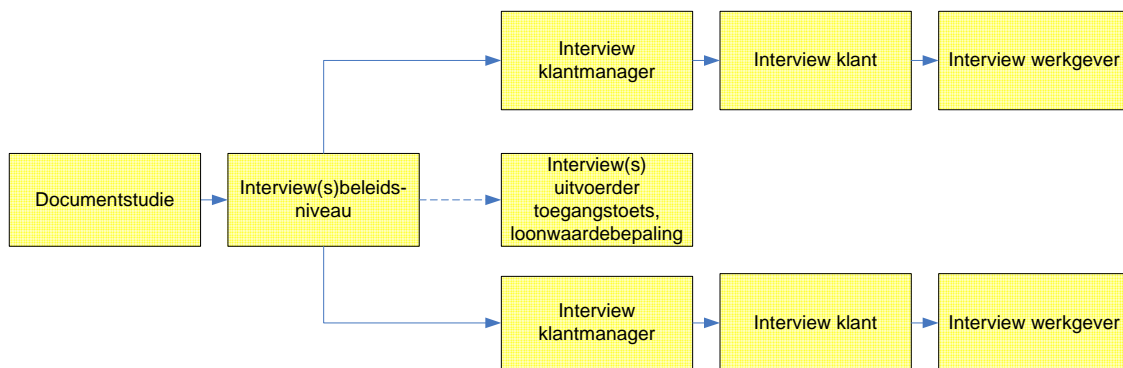 Interview
klantmanager
Interview klant
Interview werkgever
Documentstudie
Interview(s)beleids-
niveau
Interview(s)
uitvoerder
toegangstoets,
loonwaardebepaling
Interview
klantmanager
Interview klant
Interview werkgever